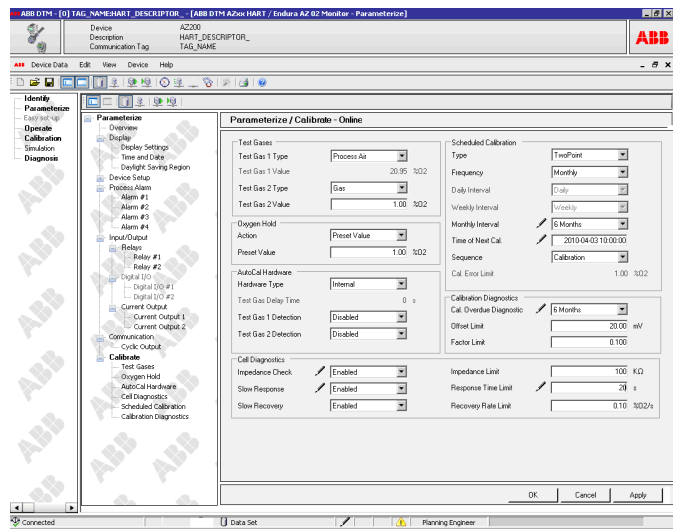 ABB DTM - [0] TAG_NAME:HART_DESCRIPTOR_ - [ABB DTM AZxx HART / Endura AZ 02 Monitor - Parameterize]
Device AZ200
Description HART_DESCRIPTOR_
Communication Tag TAG_NAME
ABB
ABB Device Data Edit View Device Help
Identify
Parameterize
Easy set-up
Operate
Calibration
Simulation
Diagnosis
Parameterize
Overview
Display
Display Settings
Time and Date
Daylight Saving Region
Device Setup
Process Alarm
Alarm #1
Alarm #2
Alarm #3
Alarm #4
Input/Output
Relays
Relay #1
Relay #2
Digital I/O
Digital I/O #1
Digital I/O #2
Current Output
Current Output 1
Current Output 2
Communication
Cyclic Output
Calibrate
Test Gases
Oxygen Hold
AutoCal Hardware
Cell Diagnostics
Scheduled Calibration
Calibration Diagnostics
Parameterize / Calibrate - Online
Test Gases
Test Gas 1 Type Process Air
Test Gas 1 Value 20.95 %O2
Test Gas 2 Type Gas
Test Gas 2 Value 1.00 %O2
Oxygen Hold
Action Preset Value
Preset Value 1.00 %O2
AutoCal Hardware
Hardware Type Internal
Test Gas Delay Time 0 s
Test Gas 1 Detection Disabled
Test Gas 2 Detection Disabled
Scheduled Calibration
Type TwoPoint
Frequency Monthly
Daily Interval Daily
Weekly Interval Weekly
Monthly Interval 6 Months
Time of Next Cal. 2010-04-03 10:00:00
Sequence Calibration
Cal. Error Limit 1.00 %O2
Calibration Diagnostics
Cal. Overdue Diagnostic 6 Months
Offset Limit 20.00 mV
Factor Limit 0.100
Cell Diagnostics
Impedance Check Enabled Impedance Limit 100 KΩ
Slow Response Enabled Response Time Limit 20 s
Slow Recovery Enabled Recovery Rate Limit 0.10 %O2/s
OK Cancel Apply
Connected Data Set Planning Engineer